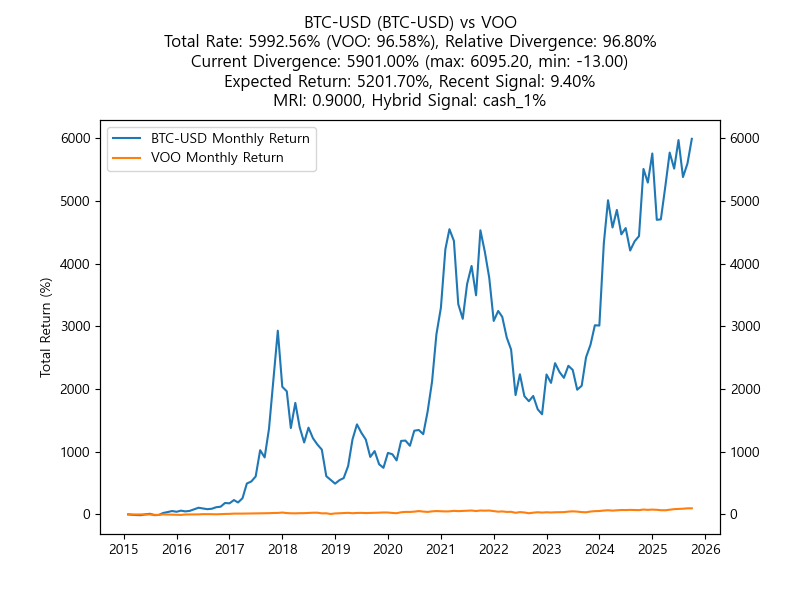 BTC-USD (BTC-USD) vs VOO
Total Rate: 5992.56% (VOO: 96.58%), Relative Divergence: 96.80%
Current Divergence: 5901.00% (max: 6095.20, min: -13.00)
Expected Return: 5201.70%, Recent Signal: 9.40%
MRI: 0.9000, Hybrid Signal: cash_1%
BTC-USD Monthly Return
VOO Monthly Return
Total Return (%)
6000
5000
4000
3000
2000
1000
0
6000
5000
4000
3000
2000
1000
0
2015 2016 2017 2018 2019 2020 2021 2022 2023 2024 2025 2026